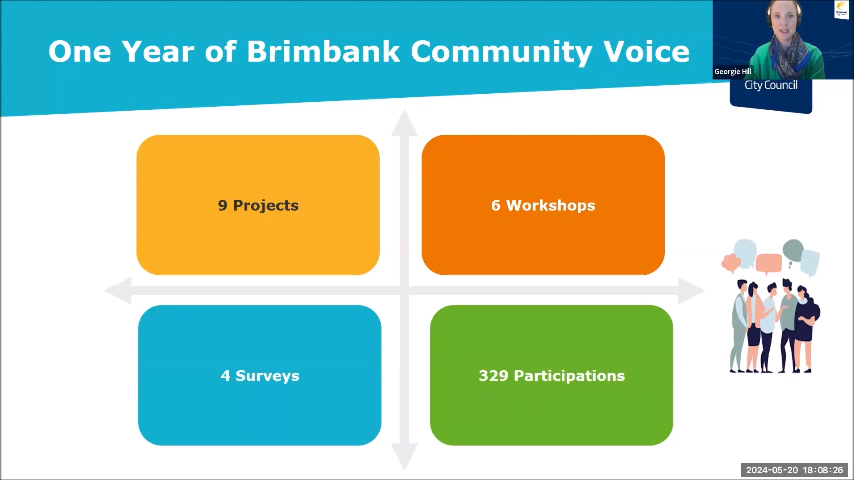 One Year of Brimbank Community Voice
Georgie Hill
City Council
9 Projects
6 Workshops
4 Surveys
329 Participations
2024-05-20 18:08:26